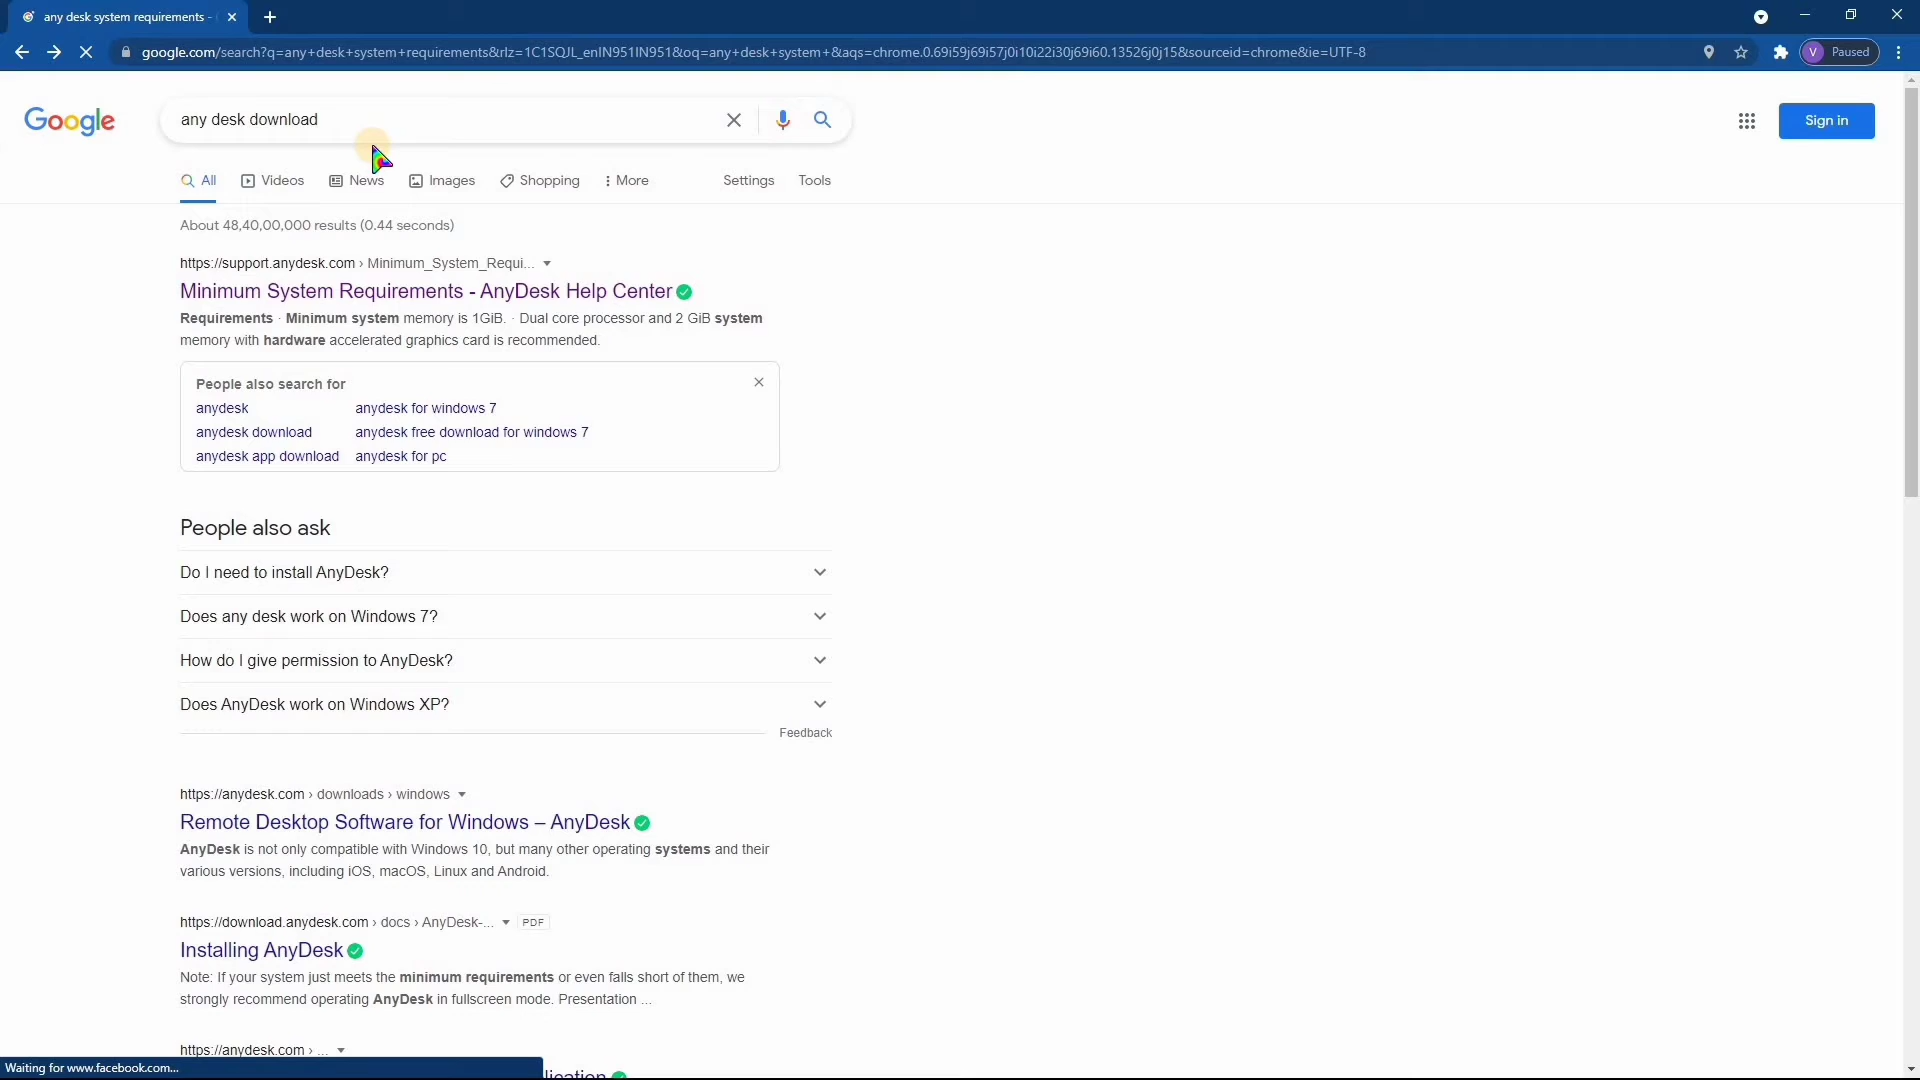 any desk system requirements -
google.com/search?q=any+desk+system+requirements&rlz=1C1SQJL_enIN951IN951&oq=any+desk+system+&aqs=chrome.0.69i59j69i57j0i10i22i30j69i60.13526j0j15&sourceid=chrome&ie=UTF-8
V Paused
Google
any desk download
Sign in
All Videos News Images Shopping More Settings Tools
About 48,40,00,000 results (0.44 seconds)
https://support.anydesk.com › Minimum_System_Requi...
Minimum System Requirements - AnyDesk Help Center
Requirements · Minimum system memory is 1GiB. · Dual core processor and 2 GiB system
memory with hardware accelerated graphics card is recommended.
People also search for
anydesk anydesk for windows 7
anydesk download anydesk free download for windows 7
anydesk app download anydesk for pc
People also ask
Do I need to install AnyDesk?
Does any desk work on Windows 7?
How do I give permission to AnyDesk?
Does AnyDesk work on Windows XP?
Feedback
https://anydesk.com › downloads › windows
Remote Desktop Software for Windows – AnyDesk
AnyDesk is not only compatible with Windows 10, but many other operating systems and their
various versions, including iOS, macOS, Linux and Android.
https://download.anydesk.com › docs › AnyDesk-... PDF
Installing AnyDesk
Note: If your system just meets the minimum requirements or even falls short of them, we
strongly recommend operating AnyDesk in fullscreen mode. Presentation ...
https://anydesk.com › ...
Waiting for www.facebook.com...